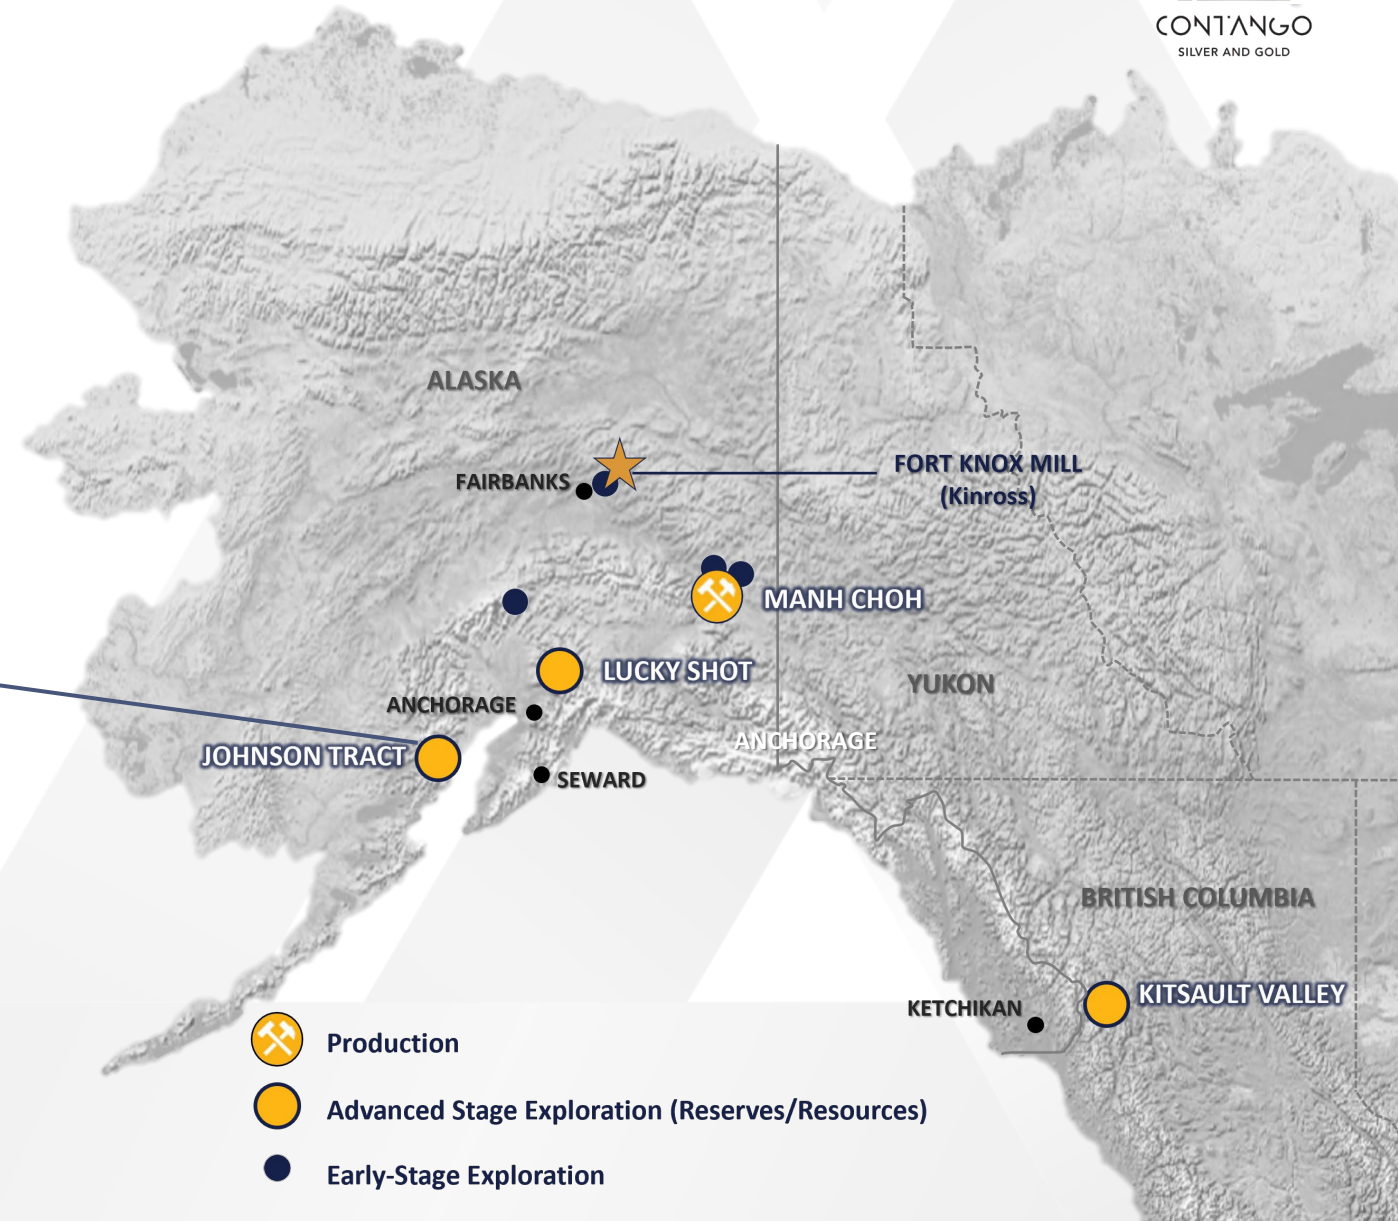 CONTANGO
SILVER AND GOLD
ALASKA
FAIRBANKS
FORT KNOX MILL
(Kinross)
MANH CHOH
LUCKY SHOT
YUKON
ANCHORAGE
ANCHORAGE
JOHNSON TRACT
SEWARD
BRITISH COLUMBIA
KITSAULT VALLEY
KETCHIKAN
Production
Advanced Stage Exploration (Reserves/Resources)
Early-Stage Exploration